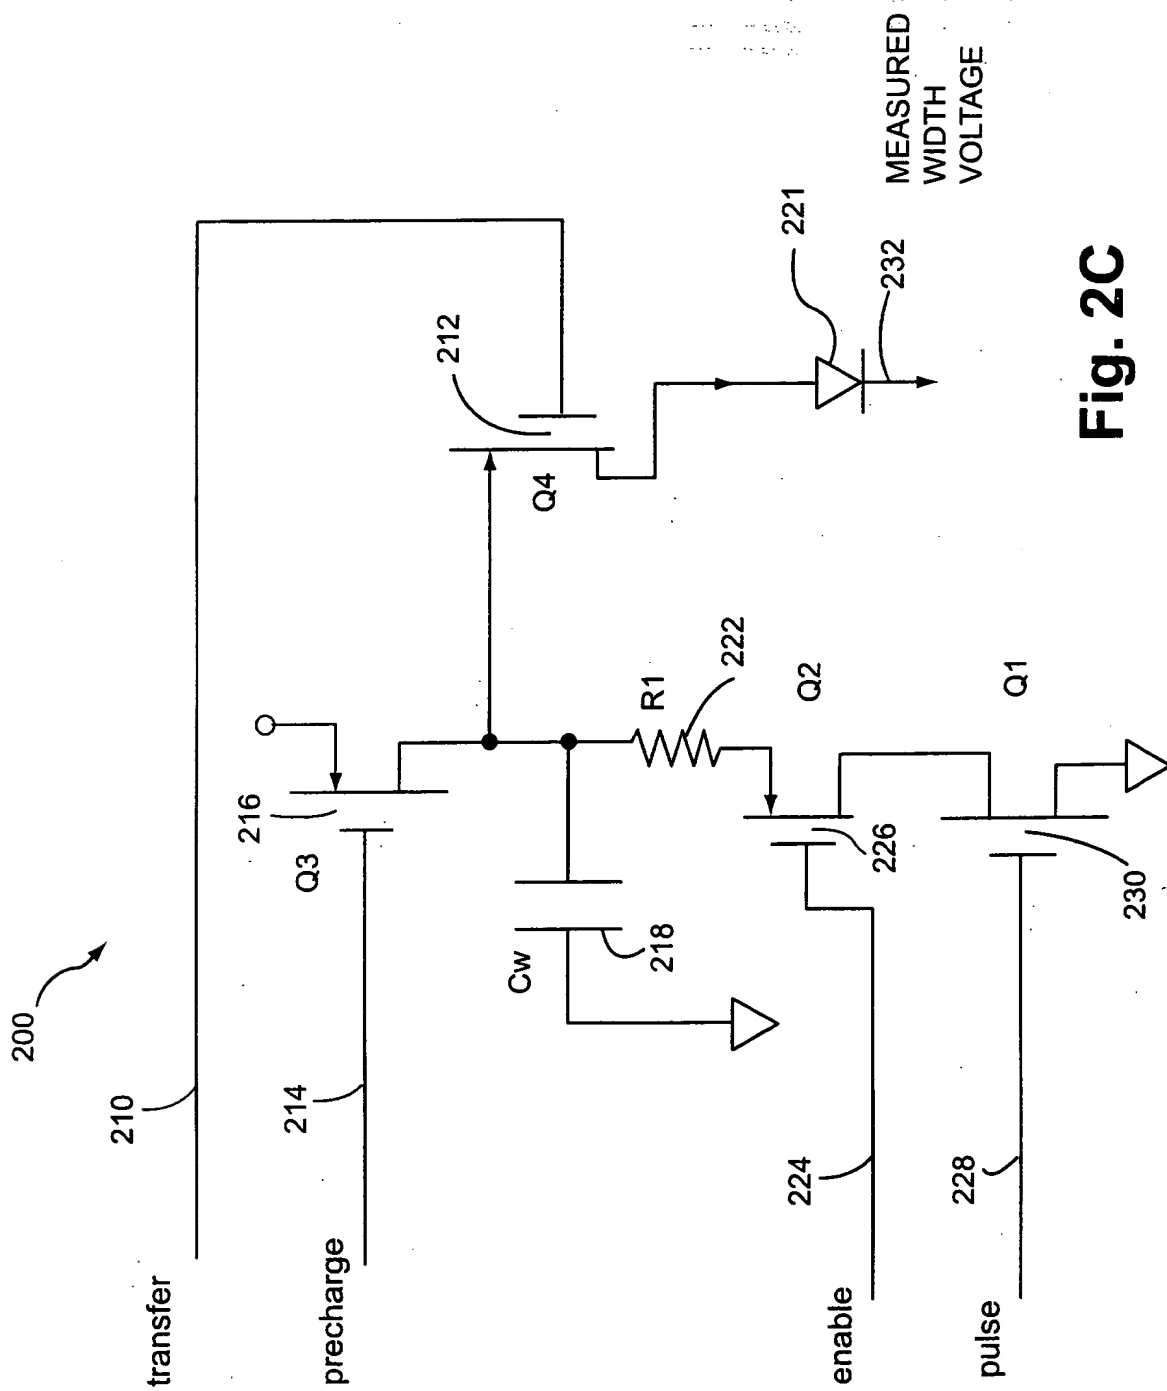 200
210
transfer
214
precharge
216
Q3
212
Q4
Cw
218
R1
222
221
232
MEASURED
WIDTH
VOLTAGE
224
enable
226
Q2
228
pulse
230
Q1
Fig. 2C